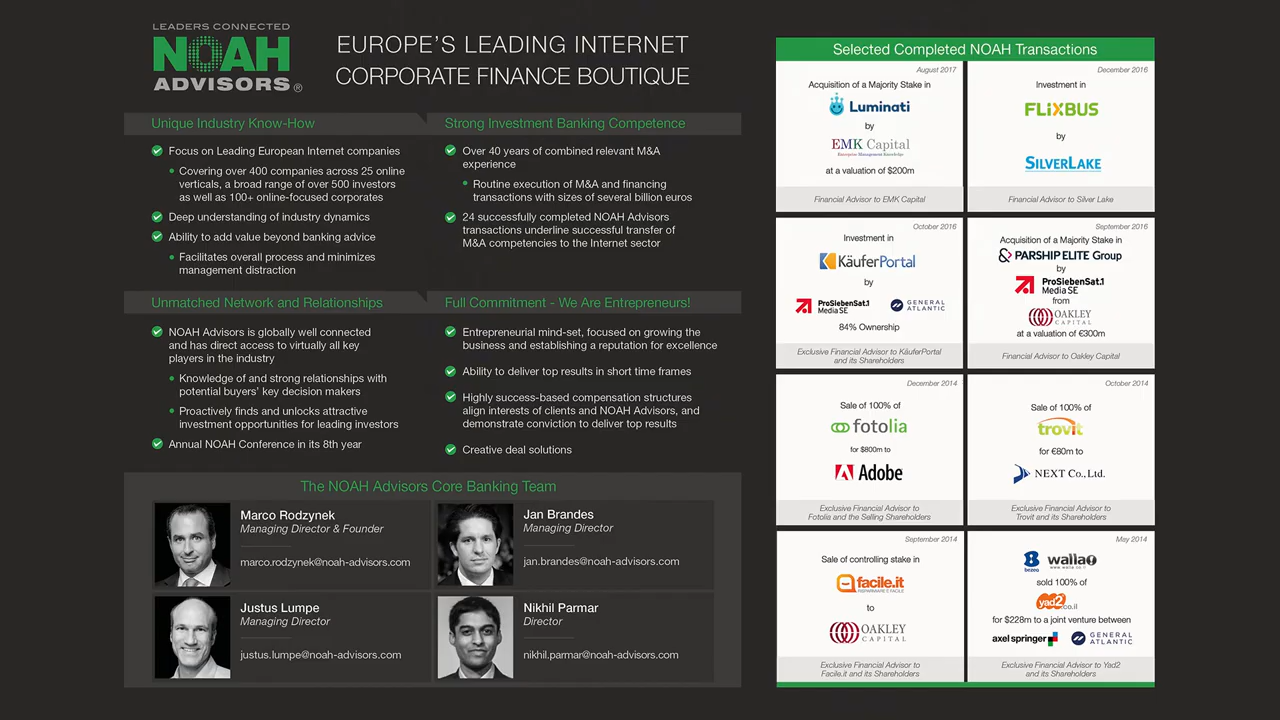 LEADERS CONNECTED
NOAH
ADVISORS®
EUROPE'S LEADING INTERNET
CORPORATE FINANCE BOUTIQUE
Unique Industry Know-How
Focus on Leading European Internet companies
Covering over 400 companies across 25 online
verticals, a broad range of over 500 investors
as well as 100+ online-focused corporates
Deep understanding of industry dynamics
Ability to add value beyond banking advice
Facilitates overall process and minimizes
management distraction
Strong Investment Banking Competence
Over 40 years of combined relevant M&A
experience
Routine execution of M&A and financing
transactions with sizes of several billion euros
24 successfully completed NOAH Advisors
transactions underline successful transfer of
M&A competencies to the Internet sector
Unmatched Network and Relationships
NOAH Advisors is globally well connected
and has direct access to virtually all key
players in the industry
Knowledge of and strong relationships with
potential buyers' key decision makers
Proactively finds and unlocks attractive
investment opportunities for leading investors
Annual NOAH Conference in its 8th year
Full Commitment - We Are Entrepreneurs!
Entrepreneurial mind-set, focused on growing the
business and establishing a reputation for excellence
Ability to deliver top results in short time frames
Highly success-based compensation structures
align interests of clients and NOAH Advisors, and
demonstrate conviction to deliver top results
Creative deal solutions
The NOAH Advisors Core Banking Team
Marco Rodzynek
Managing Director & Founder
marco.rodzynek@noah-advisors.com
Jan Brandes
Managing Director
jan.brandes@noah-advisors.com
Justus Lumpe
Managing Director
justus.lumpe@noah-advisors.com
Nikhil Parmar
Director
nikhil.parmar@noah-advisors.com
Selected Completed NOAH Transactions
August 2017
Acquisition of a Majority Stake in
Luminati
by
EMK Capital
Enterprise Management Knowledge
at a valuation of $200m
Financial Advisor to EMK Capital
December 2016
Investment in
FLiXBUS
by
SILVERLAKE
Financial Advisor to Silver Lake
October 2016
Investment in
KäuferPortal
by
ProSiebenSat.1
Media SE
GENERAL
ATLANTIC
84% Ownership
Exclusive Financial Advisor to KäuferPortal
and its Shareholders
September 2016
Acquisition of a Majority Stake in
PARSHIP ELITE Group
by
ProSiebenSat.1
Media SE
from
OAKLEY
CAPITAL
at a valuation of €300m
Financial Advisor to Oakley Capital
December 2014
Sale of 100% of
fotolia
for $800m to
Adobe
Exclusive Financial Advisor to
Fotolia and the Selling Shareholders
October 2014
Sale of 100% of
trovit
for €80m to
NEXT Co., Ltd.
Exclusive Financial Advisor to
Trovit and its Shareholders
September 2014
Sale of controlling stake in
facile.it
RISPARMIARE È FACILE
to
OAKLEY
CAPITAL
Exclusive Financial Advisor to
Facile.it and its Shareholders
May 2014
bezeq
walla!
www.walla.co.il
sold 100% of
yad2.co.il
for $228m to a joint venture between
axel springer
GENERAL
ATLANTIC
Exclusive Financial Advisor to Yad2
and its Shareholders